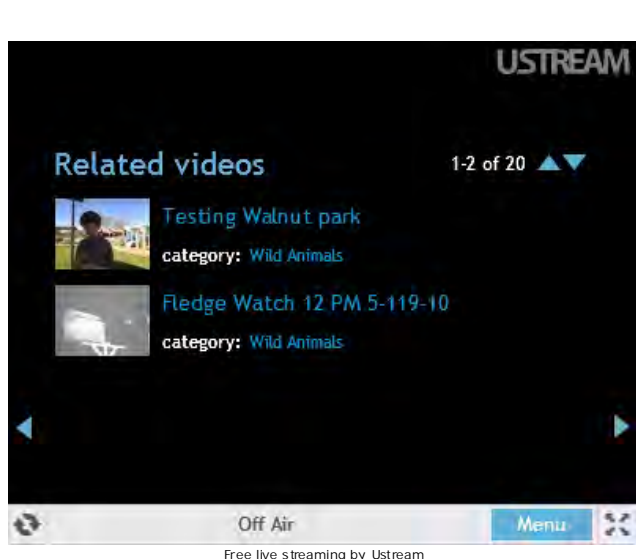 USTREAM
Related videos
1-2 of 20
Testing Walnut park
category: Wild Animals
Fledge Watch 12 PM 5-119-10
category: Wild Animals
Off Air
Menu
Free live streaming by Ustream